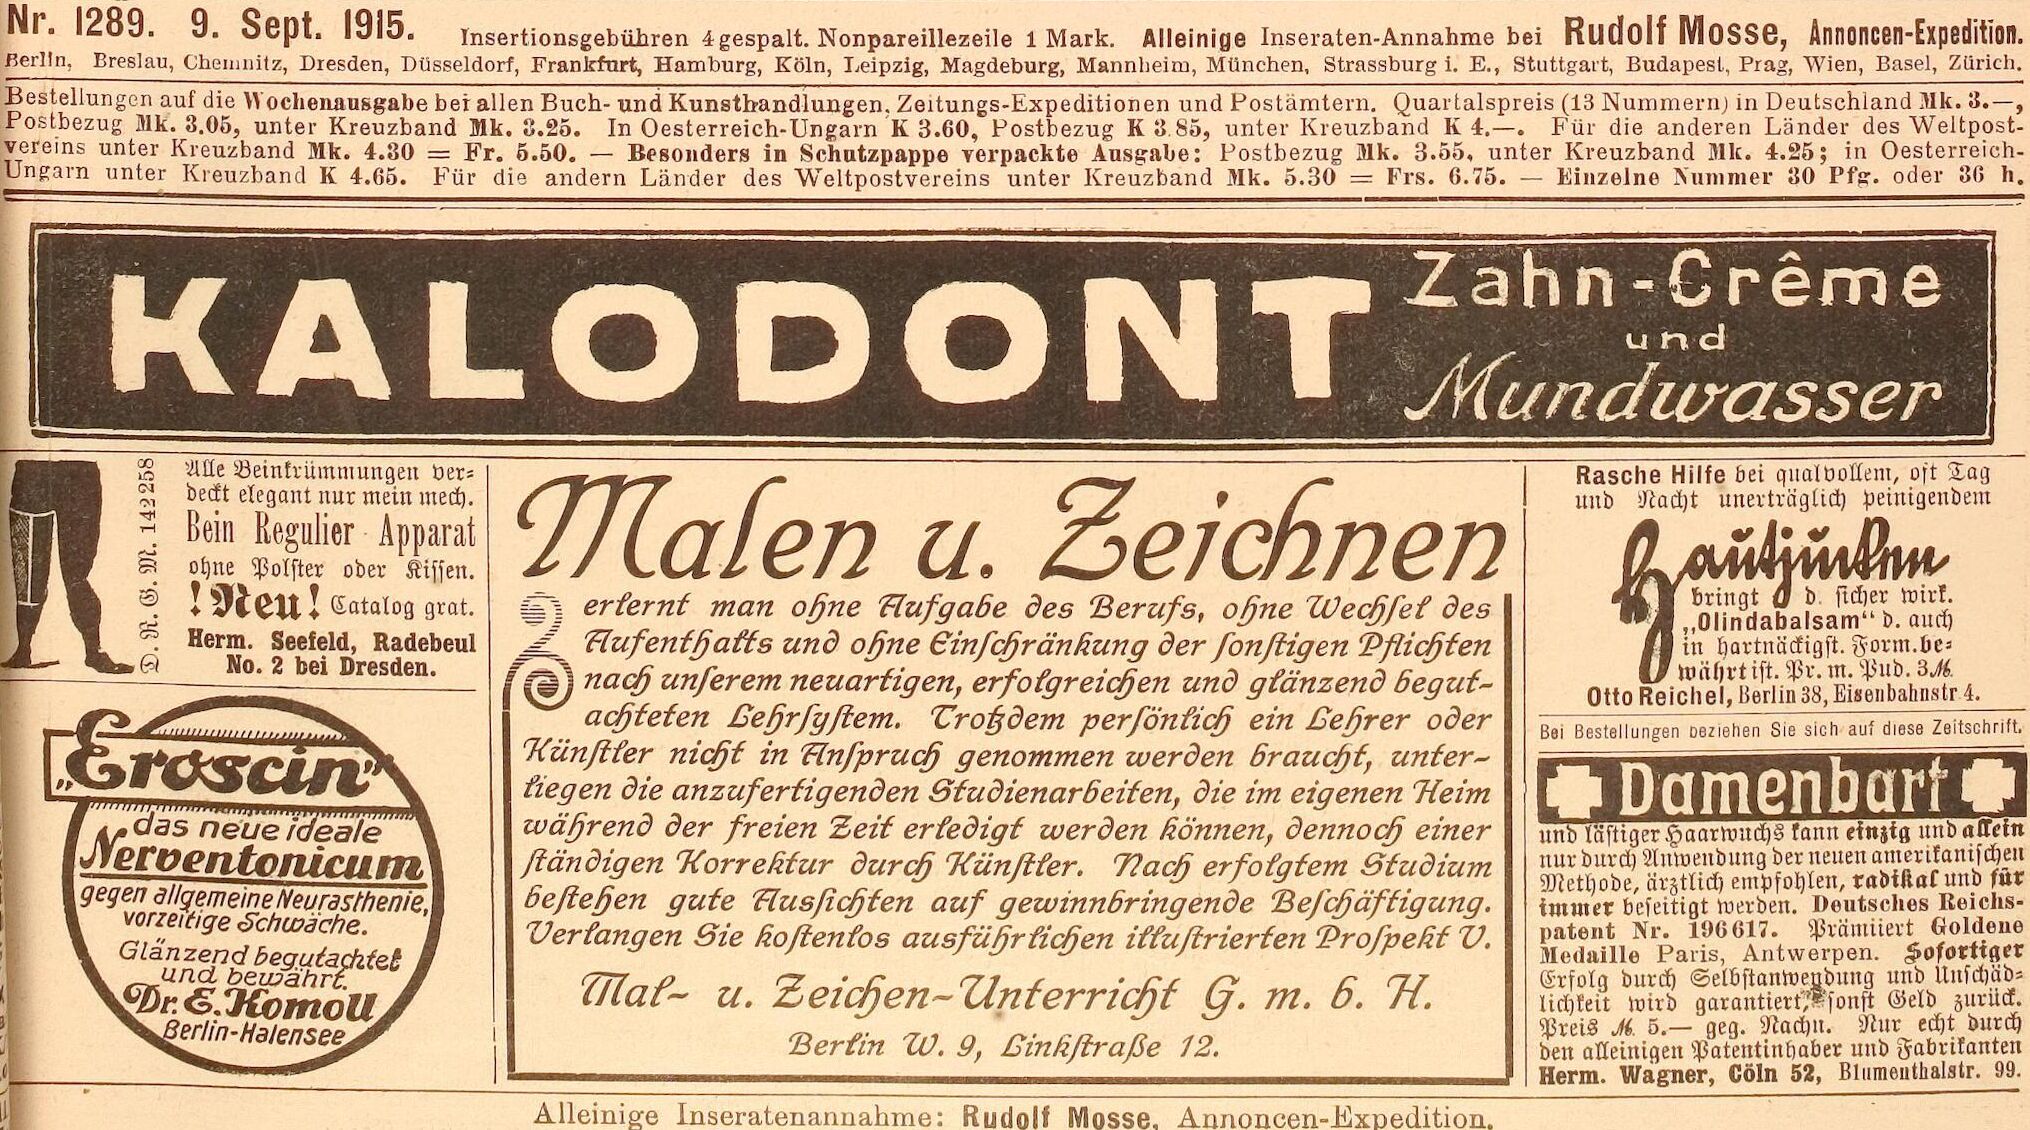 Nr. 1289. 9. Sept. 1915. Insertionsgebühren 4gespalt. Nonpareillezeile 1 Mark. Alleinige Inseraten-Annahme bei Rudolf Mosse, Annoncen-Expedition.
Berlin, Breslau, Chemnitz, Dresden, Düsseldorf, Frankfurt, Hamburg, Köln, Leipzig, Magdeburg, Mannheim, München, Strassburg i. E., Stuttgart, Budapest, Prag, Wien, Basel, Zürich.
Bestellungen auf die Wochenausgabe bei allen Buch- und Kunsthandlungen, Zeitungs-Expeditionen und Postämtern. Quartalspreis (13 Nummern) in Deutschland Mk. 3.—,
Postbezug Mk. 3.05, unter Kreuzband Mk. 3.25. In Oesterreich-Ungarn K 3.60, Postbezug K 3.85, unter Kreuzband K 4.—. Für die anderen Länder des Weltpost-
vereins unter Kreuzband Mk. 4.30 = Fr. 5.50. — Besonders in Schutzpappe verpackte Ausgabe: Postbezug Mk. 3.55, unter Kreuzband Mk. 4.25; in Oesterreich-
Ungarn unter Kreuzband K 4.65. Für die andern Länder des Weltpostvereins unter Kreuzband Mk. 5.30 = Frs. 6.75. — Einzelne Nummer 30 Pfg. oder 36 h.
KALODONT
Zahn-Crême
und
Mundwasser
D. R. G. M. 142258
Alle Beinkrümmungen ver-
deckt elegant nur mein mech.
Bein Regulier-Apparat
ohne Polster oder Kissen.
!Neu! Catalog grat.
Herm. Seefeld, Radebeul
No. 2 bei Dresden.
„Eroscin"
das neue ideale
Nerventonicum
gegen allgemeine Neurasthenie,
vorzeitige Schwäche.
Glänzend begutachtet
und bewährt.
Dr. E. Komoll
Berlin-Halensee
Malen u. Zeichnen
erlernt man ohne Aufgabe des Berufs, ohne Wechsel des
Aufenthalts und ohne Einschränkung der sonstigen Pflichten
nach unserem neuartigen, erfolgreichen und glänzend begut-
achteten Lehrsystem. Trotzdem persönlich ein Lehrer oder
Künstler nicht in Anspruch genommen werden braucht, unter-
liegen die anzufertigenden Studienarbeiten, die im eigenen Heim
während der freien Zeit erledigt werden können, dennoch einer
ständigen Korrektur durch Künstler. Nach erfolgtem Studium
bestehen gute Aussichten auf gewinnbringende Beschäftigung.
Verlangen Sie kostenlos ausführlichen illustrierten Prospekt V.
Mal- u. Zeichen-Unterricht G. m. b. H.
Berlin W. 9, Linkstraße 12.
Rasche Hilfe bei qualvollem, oft Tag
und Nacht unerträglich peinigendem
Hautjucken
bringt d. sicher wirk.
„Olindabalsam" d. auch
in hartnäckigst. Form. be-
währt ist. Pr. m. Pud. 3 M.
Otto Reichel, Berlin 38, Eisenbahnstr. 4.
Bei Bestellungen beziehen Sie sich auf diese Zeitschrift.
Damenbart
und lästiger Haarwuchs kann einzig und allein
nur durch Anwendung der neuen amerikanischen
Methode, ärztlich empfohlen, radikal und für
immer beseitigt werden. Deutsches Reichs-
patent Nr. 196617. Prämiiert Goldene
Medaille Paris, Antwerpen. Sofortiger
Erfolg durch Selbstanwendung und Unschäd-
lichkeit wird garantiert, sonst Geld zurück.
Preis M. 5.— geg. Nachn. Nur echt durch
den alleinigen Patentinhaber und Fabrikanten
Herm. Wagner, Cöln 52, Blumenthalstr. 99.
Alleinige Inseratenannahme: Rudolf Mosse, Annoncen-Expedition.